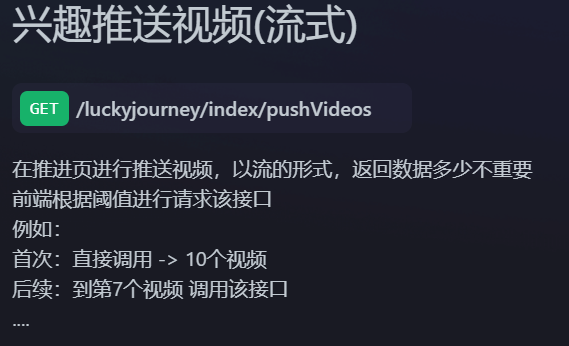 兴趣推送视频(流式)
GET /luckyjourney/index/pushVideos
在推进页进行推送视频，以流的形式，返回数据多少不重要
前端根据阈值进行请求该接口
例如：
首次：直接调用 -> 10个视频
后续：到第7个视频 调用该接口
....